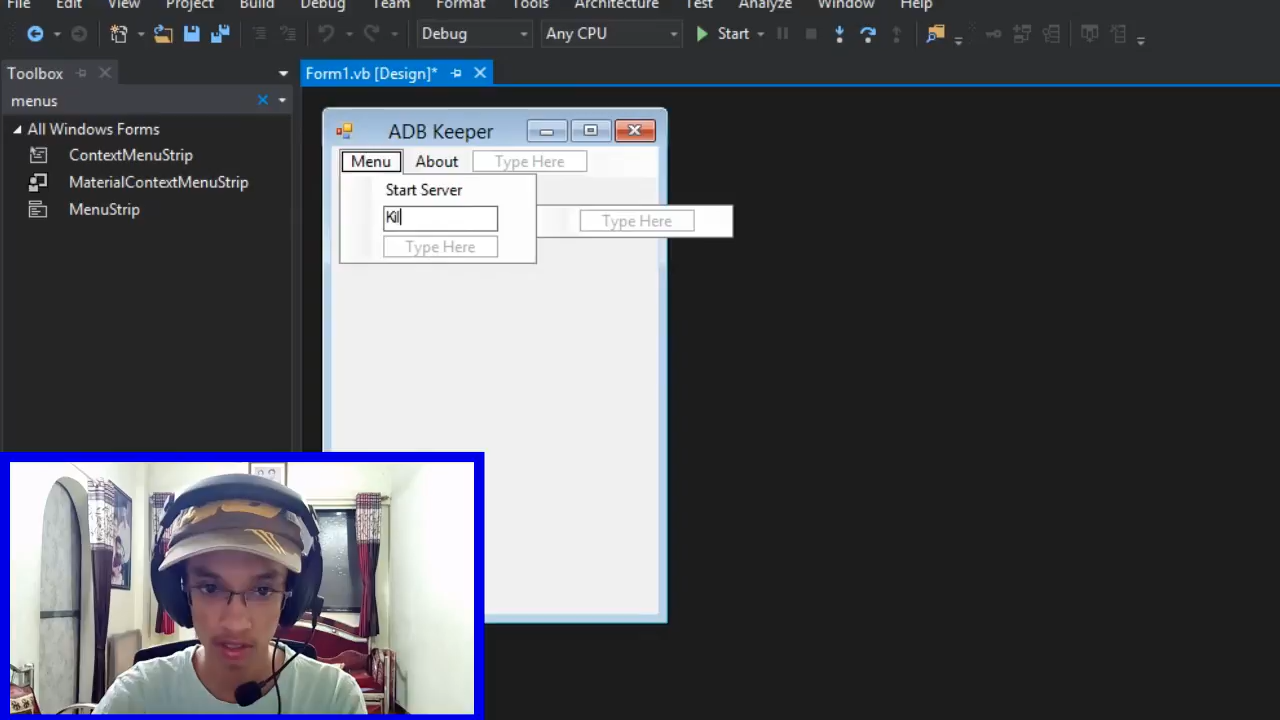 File Edit View Project Build Debug Team Format Tools Architecture Test Analyze Window Help
Debug Any CPU Start
Toolbox
Form1.vb [Design]*
menus
All Windows Forms
ContextMenuStrip
MaterialContextMenuStrip
MenuStrip
ADB Keeper
Menu About Type Here
Start Server
Kil
Type Here
Type Here